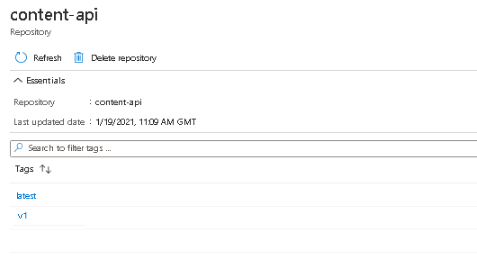 content-api
Repository
Refresh Delete repository
Essentials
Repository : content-api
Last updated date : 1/19/2021, 11:09 AM GMT
Search to filter tags ...
Tags
latest
v1